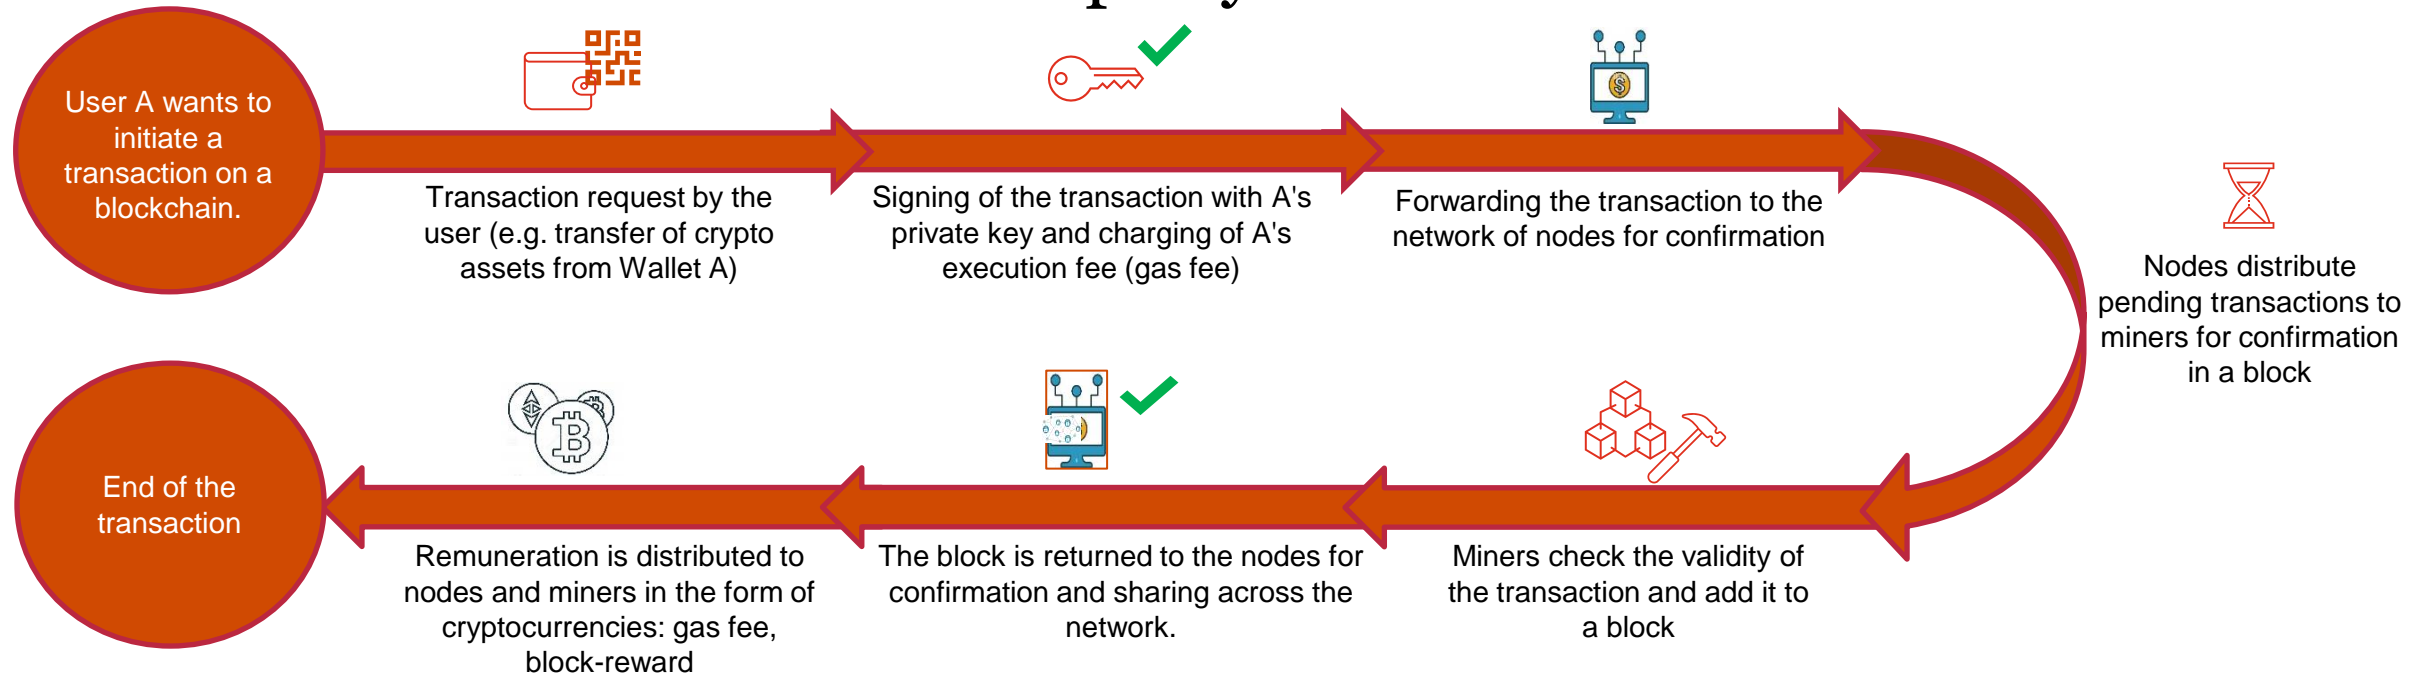 User A wants to
initiate a
transaction on a
blockchain.
Transaction request by the
user (e.g. transfer of crypto
assets from Wallet A)
Signing of the transaction with A's
private key and charging of A's
execution fee (gas fee)
Forwarding the transaction to the
network of nodes for confirmation
Nodes distribute
pending transactions to
miners for confirmation
in a block
Miners check the validity of
the transaction and add it to
a block
The block is returned to the nodes for
confirmation and sharing across the
network.
Remuneration is distributed to
nodes and miners in the form of
cryptocurrencies: gas fee,
block-reward
End of the
transaction